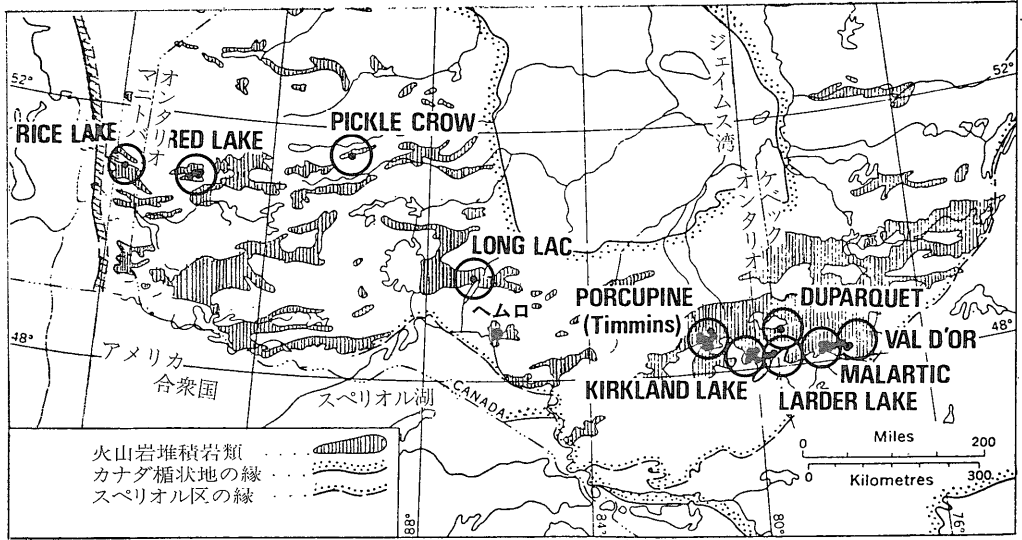 52°
マニトバ
オンタリオ
RICE LAKE
RED LAKE
PICKLE CROW
ジェイムス湾
52°
ケベック
オンタリオ
LONG LAC
ヘムロ
PORCUPINE
(Timmins)
DUPARQUET
48°
VAL D'OR
MALARTIC
LARDER LAKE
KIRKLAND LAKE
48°
アメリカ
合衆国
スペリオル湖
CANADA
火山岩堆積岩類
カナダ楯状地の縁
スペリオル区の縁
0 Miles 200
0 Kilometres 300
88°
84°
80°
76°